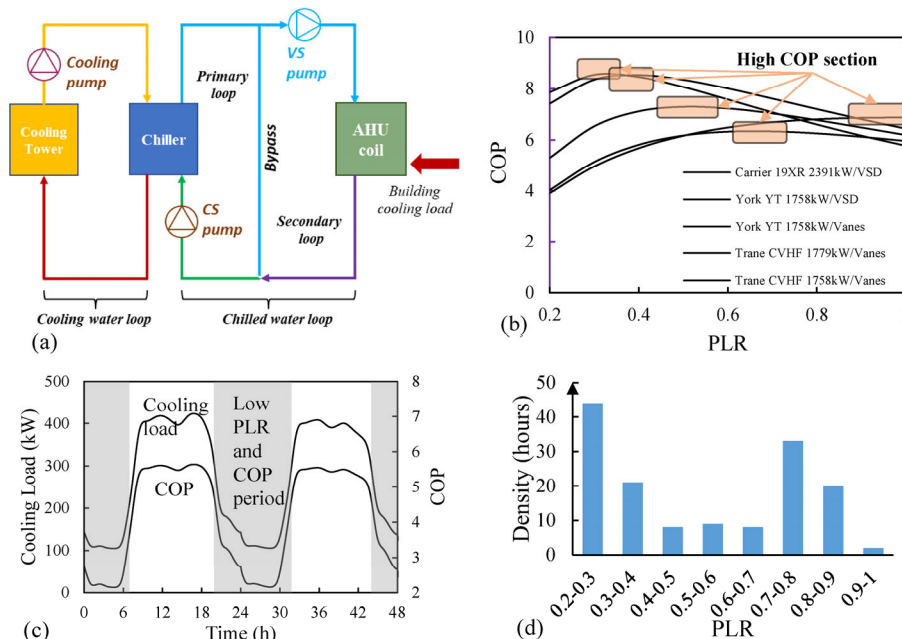 (a)
Cooling
pump
VS
pump
Primary
loop
Cooling
Tower
Chiller
Bypass
AHU
coil
CS
pump
Building
cooling load
Secondary
loop
Cooling water loop
Chilled water loop
(b)
10
8
6
4
2
0
COP
High COP section
Carrier 19XR 2391kW/VSD
York YT 1758kW/VSD
York YT 1758kW/Vanes
Trane CVHF 1779kW/Vanes
Trane CVHF 1758kW/Vanes
0.2 0.4 0.6 0.8 1
PLR
(c)
500
400
300
200
100
0
Cooling Load (kW)
Cooling
load
COP
Low
PLR
and
COP
period
8
7
6
5
4
3
2
COP
0 6 12 18 24 30 36 42 48
Time (h)
(d)
50
40
30
20
10
0
Density (hours)
0.2-0.3
0.3-0.4
0.4-0.5
0.5-0.6
0.6-0.7
0.7-0.8
0.8-0.9
0.9-1
PLR